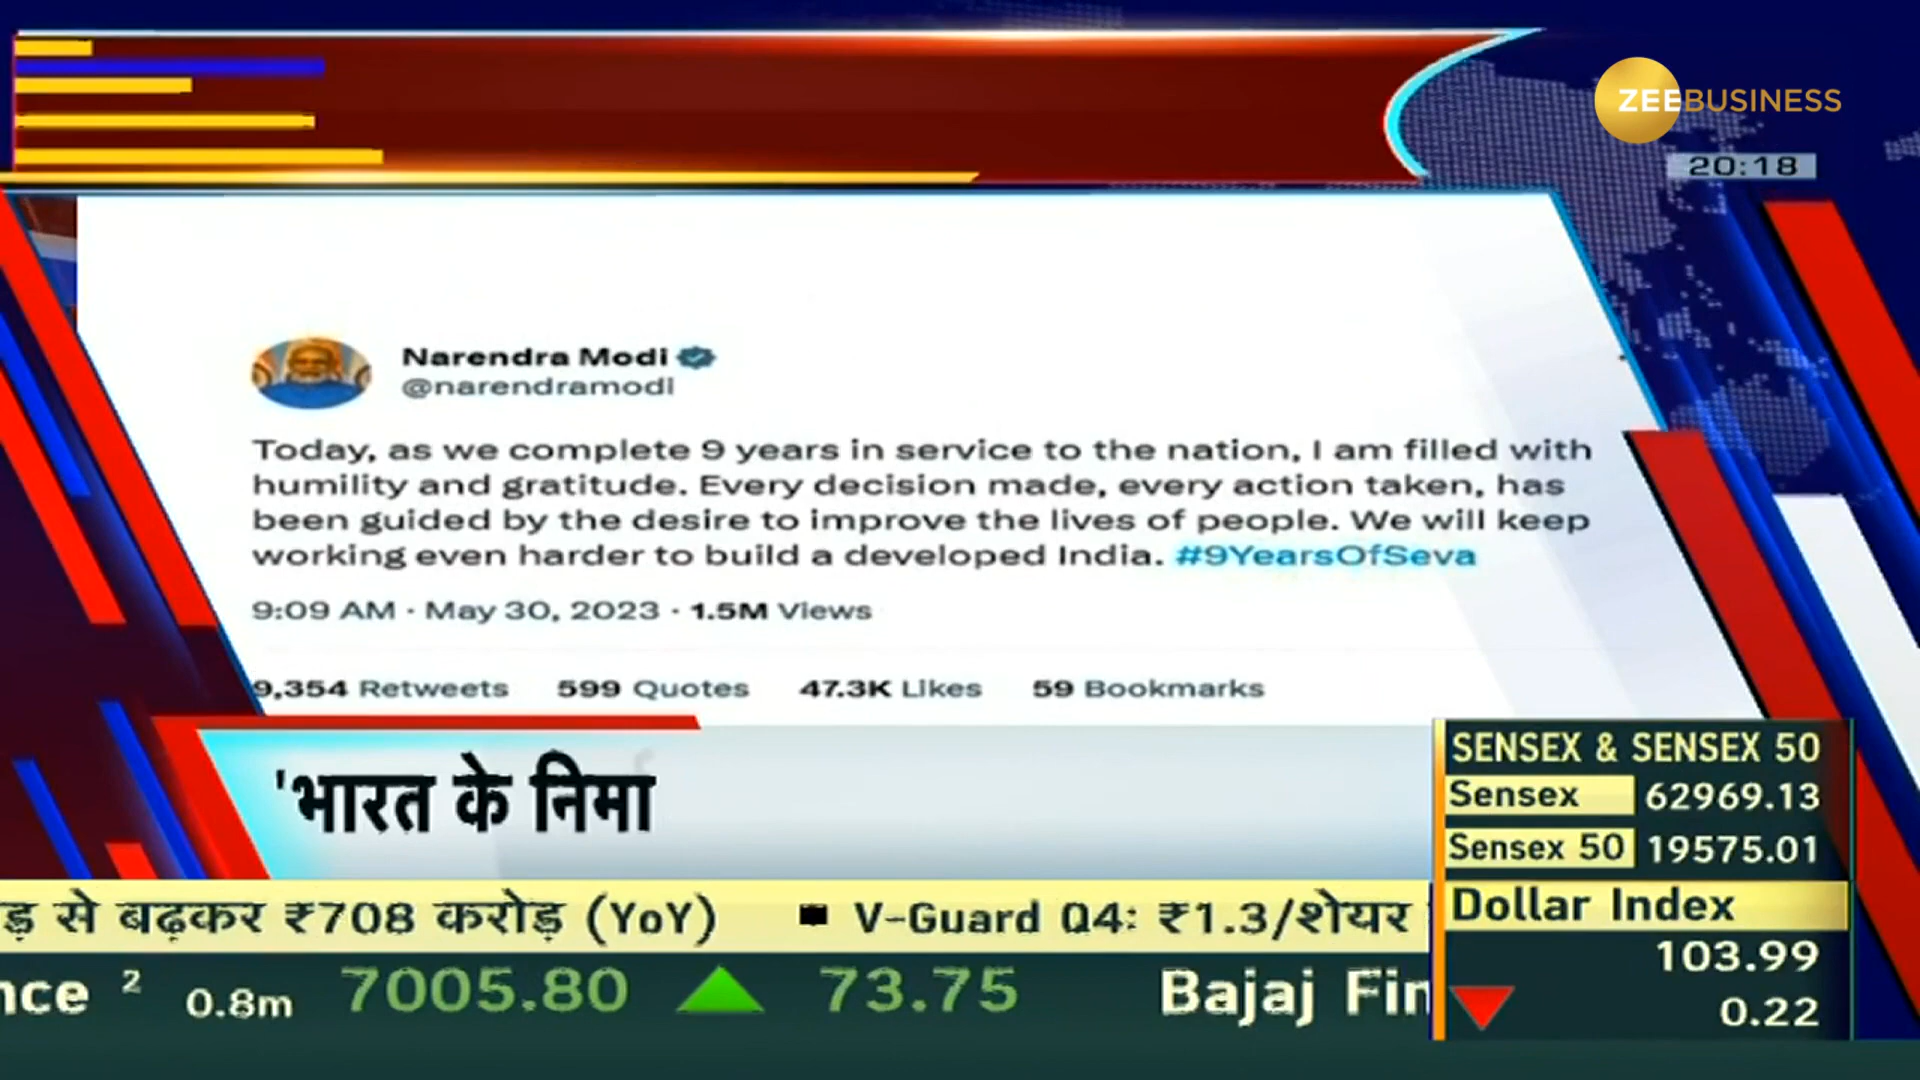 ZEEBUSINESS
20:18
Narendra Modi
@narendramodi
Today, as we complete 9 years in service to the nation, I am filled with
humility and gratitude. Every decision made, every action taken, has
been guided by the desire to improve the lives of people. We will keep
working even harder to build a developed India. #9YearsOfSeva
9:09 AM · May 30, 2023 · 1.5M Views
9,354 Retweets 599 Quotes 47.3K Likes 59 Bookmarks
'भारत के निमा
SENSEX & SENSEX 50
Sensex 62969.13
Sensex 50 19575.01
Dollar Index
103.99
0.22
ड़ से बढ़कर ₹708 करोड़ (YoY) ■ V-Guard Q4: ₹1.3/शेयर
nce 2 0.8m 7005.80 ▲ 73.75 Bajaj Fin